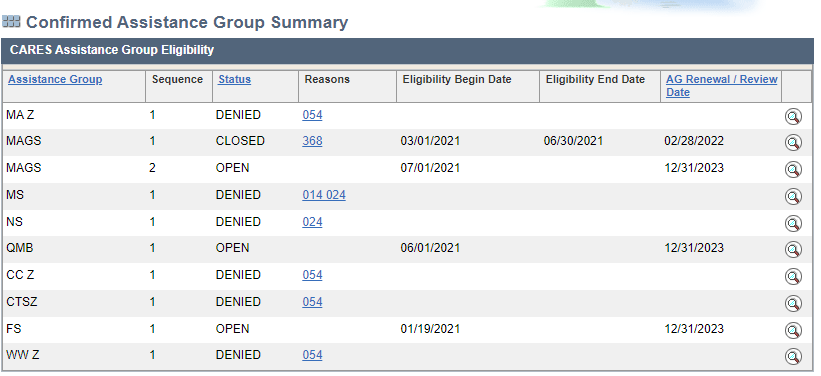 Confirmed Assistance Group Summary
CARES Assistance Group Eligibility
Assistance Group Sequence Status Reasons Eligibility Begin Date Eligibility End Date AG Renewal / Review Date
MA Z 1 DENIED 054
MAGS 1 CLOSED 368 03/01/2021 06/30/2021 02/28/2022
MAGS 2 OPEN 07/01/2021 12/31/2023
MS 1 DENIED 014 024
NS 1 DENIED 024
QMB 1 OPEN 06/01/2021 12/31/2023
CC Z 1 DENIED 054
CTSZ 1 DENIED 054
FS 1 OPEN 01/19/2021 12/31/2023
WW Z 1 DENIED 054